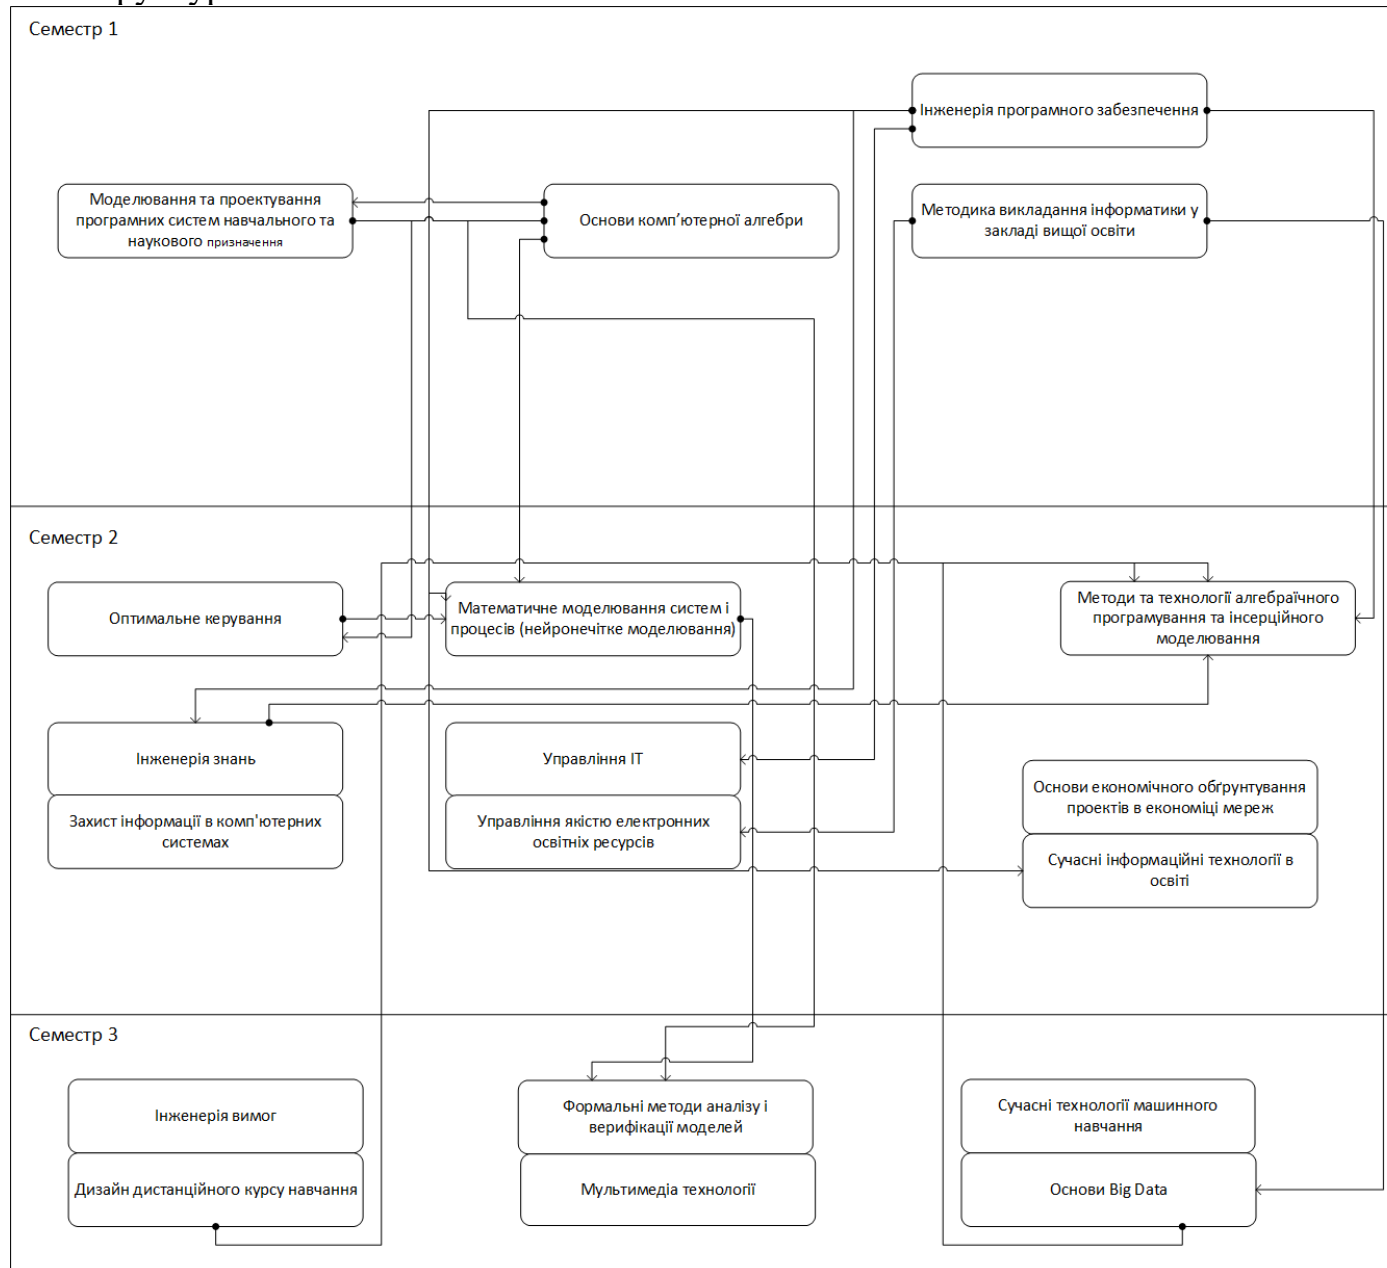 Семестр 1
Інженерія програмного забезпечення
Моделювання та проектування
програмних систем навчального та
наукового призначення
Основи комп’ютерної алгебри
Методика викладання інформатики у
закладі вищої освіти
Семестр 2
Оптимальне керування
Математичне моделювання систем і
процесів (нейронечітке моделювання)
Методи та технології алгебраїчного
програмування та інсерційного
моделювання
Інженерія знань
Управління ІТ
Захист інформації в комп'ютерних
системах
Управління якістю електронних
освітніх ресурсів
Основи економічного обґрунтування
проектів в економіці мереж
Сучасні інформаційні технології в
освіті
Семестр 3
Інженерія вимог
Формальні методи аналізу і
верифікації моделей
Сучасні технології машинного
навчання
Дизайн дистанційного курсу навчання
Мультимедіа технології
Основи Big Data